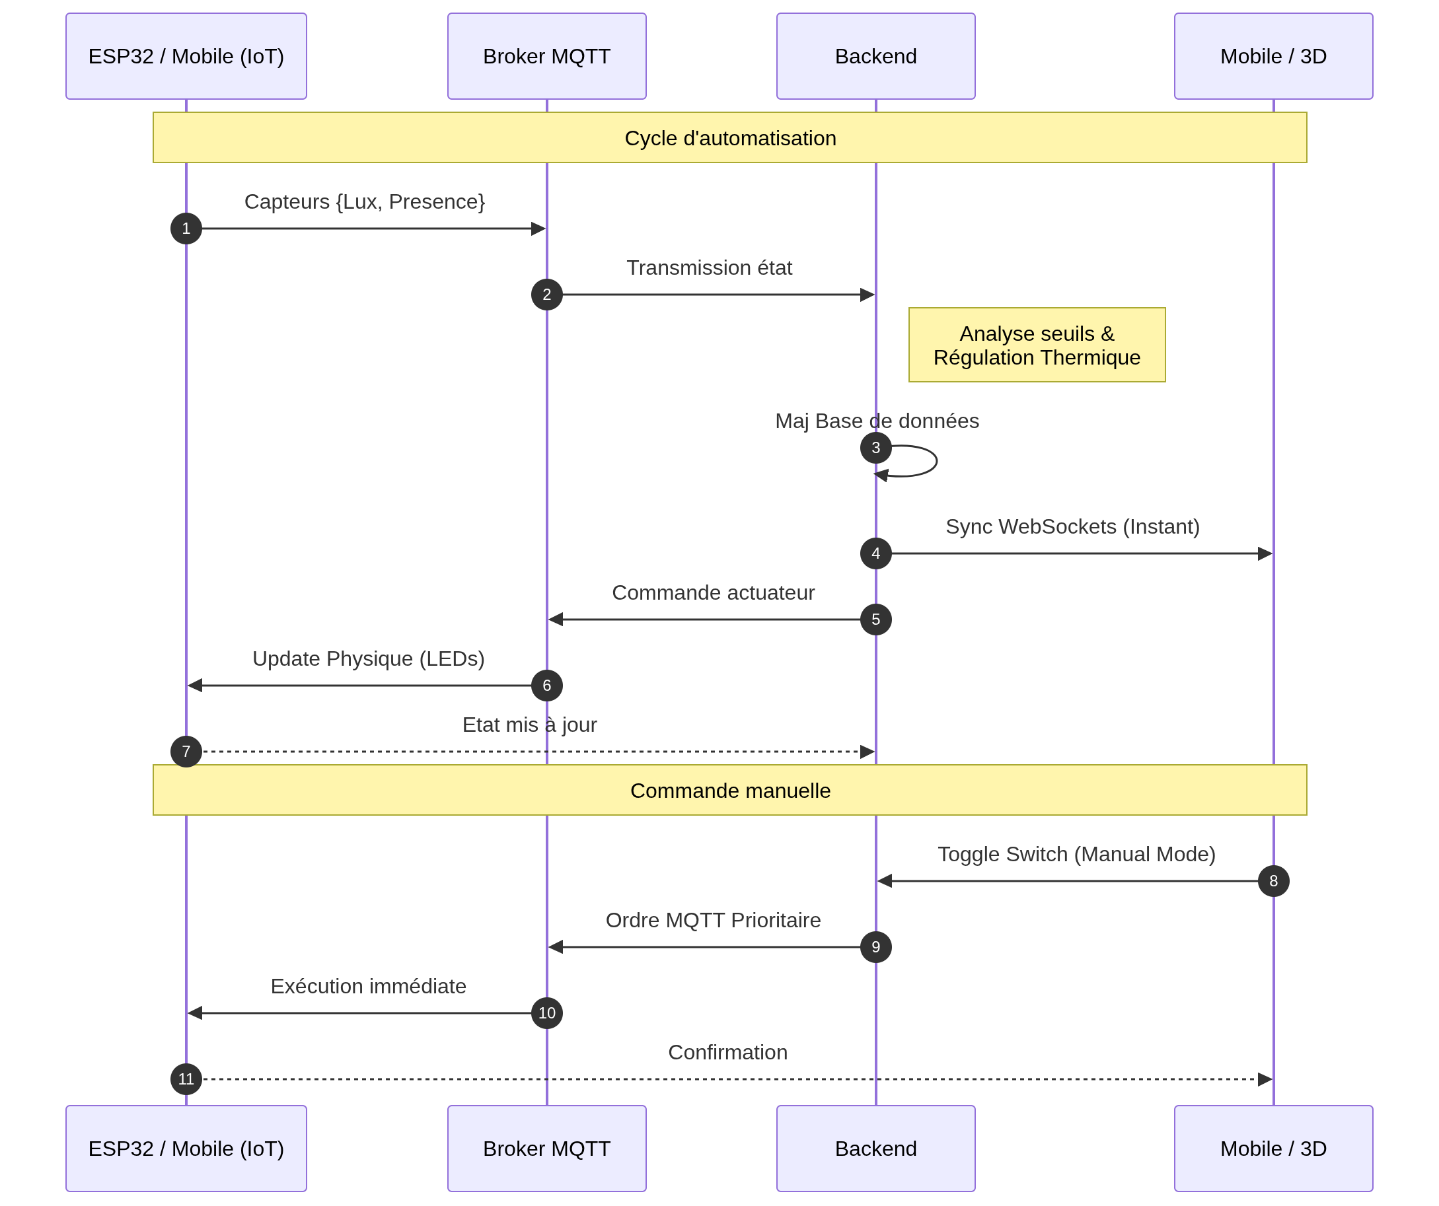 ESP32 / Mobile (IoT)
Broker MQTT
Backend
Mobile / 3D
Cycle d'automatisation
Capteurs {Lux, Presence}
1
Transmission état
2
Analyse seuils &
Régulation Thermique
Maj Base de données
3
Sync WebSockets (Instant)
4
Commande actuateur
5
Update Physique (LEDs)
6
Etat mis à jour
7
Commande manuelle
Toggle Switch (Manual Mode)
8
Ordre MQTT Prioritaire
9
Exécution immédiate
10
Confirmation
11
ESP32 / Mobile (IoT)
Broker MQTT
Backend
Mobile / 3D